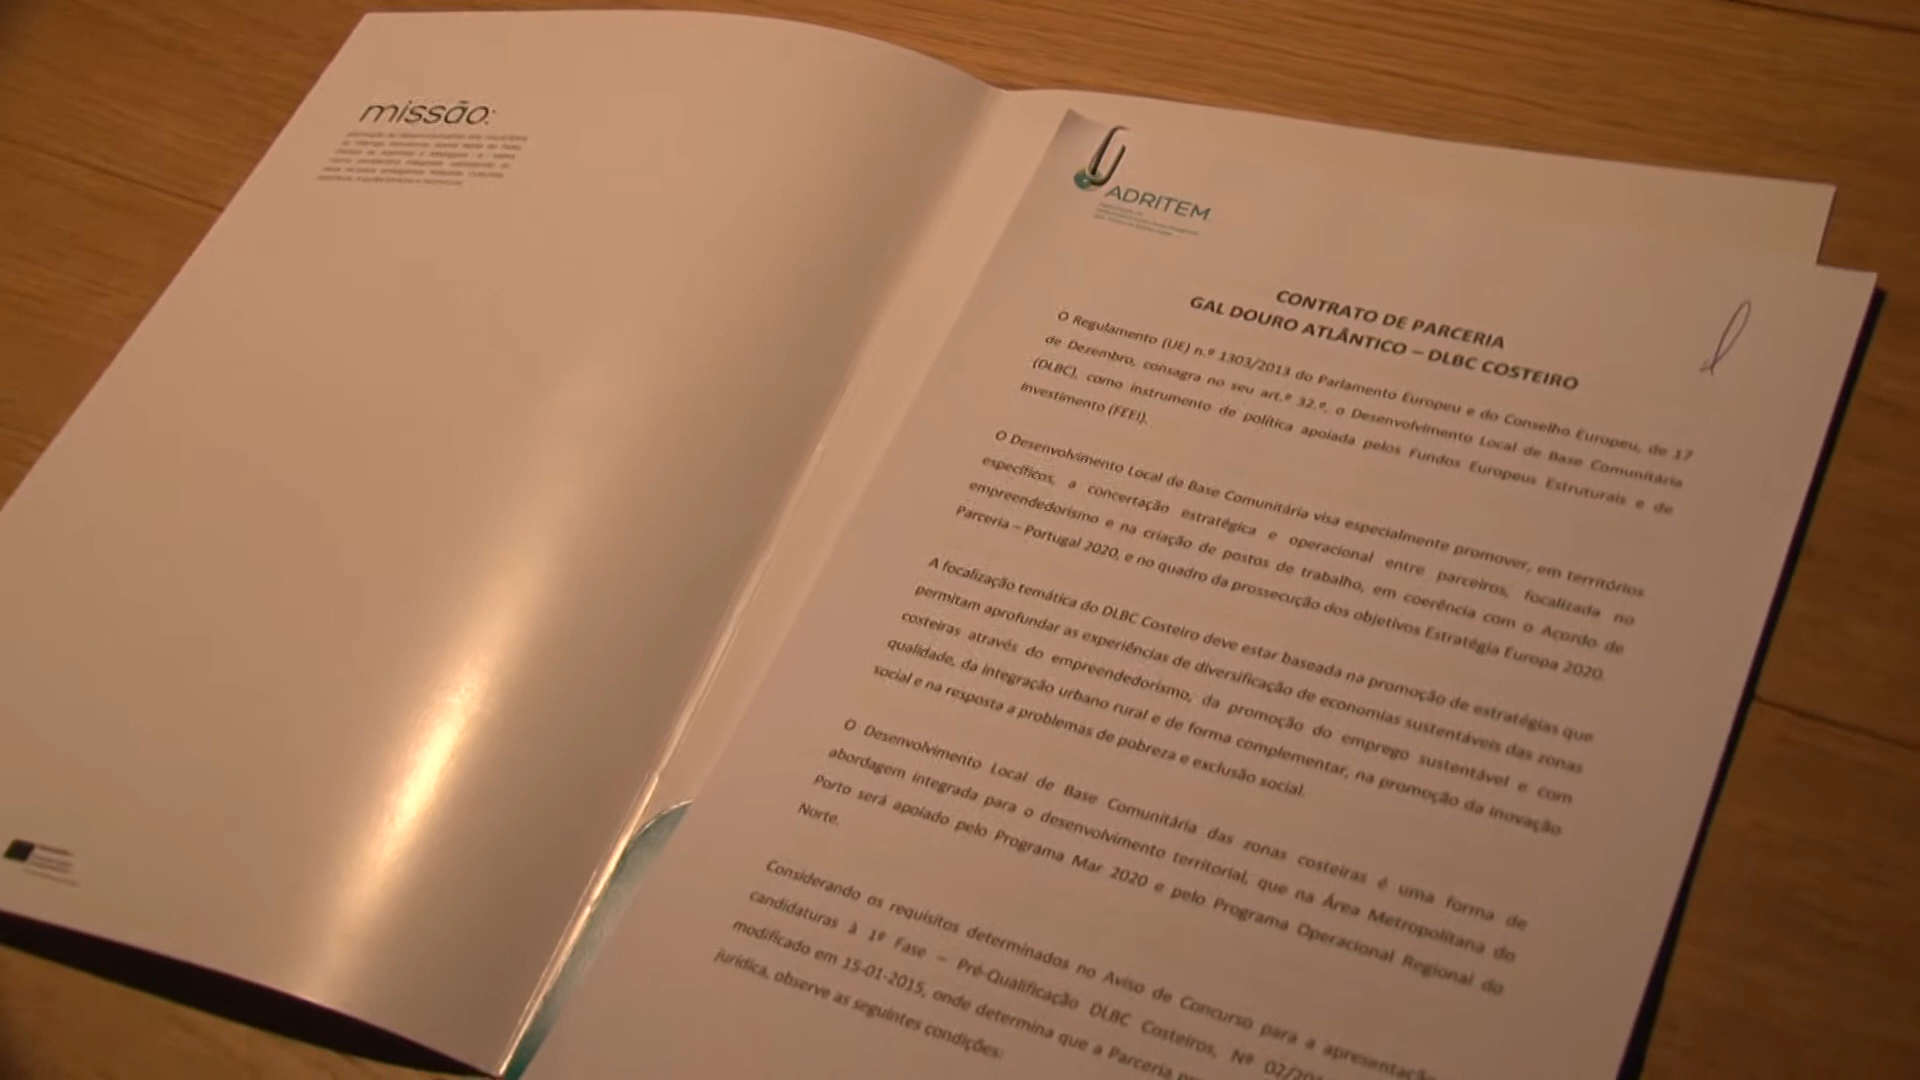 missão:
ADRITEM
CONTRATO DE PARCERIA
GAL DOURO ATLÂNTICO – DLBC COSTEIRO
O Regulamento (UE) n.º 1303/2013 do Parlamento Europeu e do Conselho Europeu, de 17
de Dezembro, consagra no seu art.º 32.º, o Desenvolvimento Local de Base Comunitária
(DLBC), como instrumento de política apoiada pelos Fundos Europeus Estruturais e de
Investimento (FEEI).
O Desenvolvimento Local de Base Comunitária visa especialmente promover, em territórios
específicos, a concertação estratégica e operacional entre parceiros, focalizada no
empreendedorismo e na criação de postos de trabalho, em coerência com o Acordo de
Parceria – Portugal 2020, e no quadro da prossecução dos objetivos Estratégia Europa 2020.
A focalização temática do DLBC Costeiro deve estar baseada na promoção de estratégias que
permitam aprofundar as experiências de diversificação de economias sustentáveis das zonas
costeiras através do empreendedorismo, da promoção do emprego sustentável e com
qualidade, da integração urbano rural e de forma complementar, na promoção da inovação
social e na resposta a problemas de pobreza e exclusão social.
O Desenvolvimento Local de Base Comunitária das zonas costeiras é uma forma de
abordagem integrada para o desenvolvimento territorial, que na Área Metropolitana do
Porto será apoiado pelo Programa Mar 2020 e pelo Programa Operacional Regional do
Norte.
Considerando os requisitos determinados no Aviso de Concurso para a apresentação
candidaturas à 1ª Fase – Pré-Qualificação DLBC Costeiros, Nº 02/20
modificado em 15-01-2015, onde determina que a Parceria
jurídica, observe as seguintes condições: